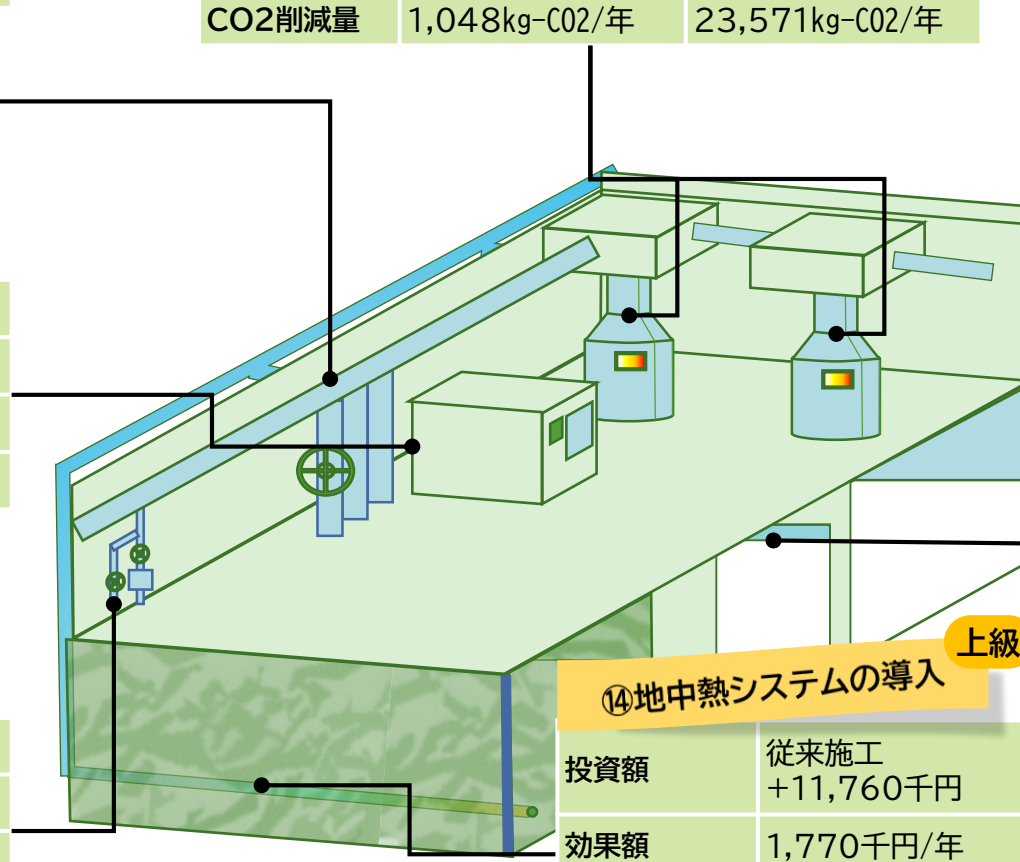 CO2削減量 1,048kg-CO2/年 23,571kg-CO2/年
上級
⑭地中熱システムの導入
投資額 従来施工
+11,760千円
効果額 1,770千円/年